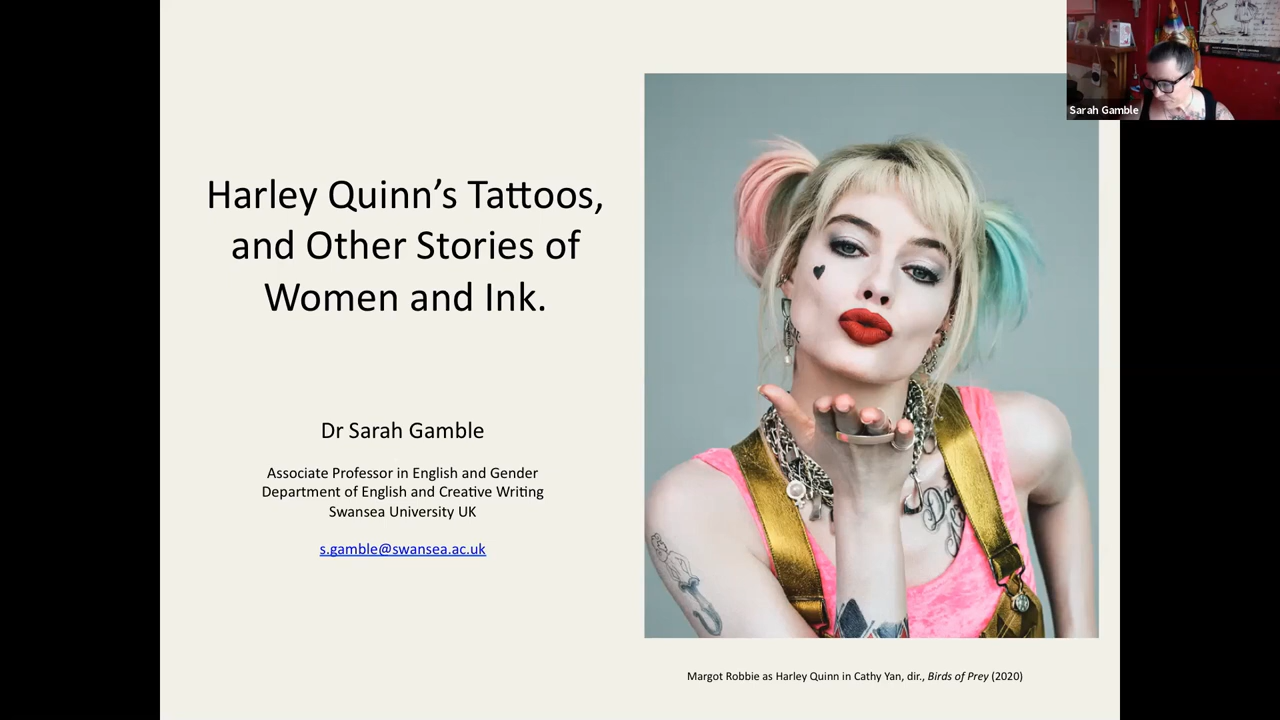 Harley Quinn’s Tattoos,
and Other Stories of
Women and Ink.
Dr Sarah Gamble
Associate Professor in English and Gender
Department of English and Creative Writing
Swansea University UK
s.gamble@swansea.ac.uk
Sarah Gamble
Margot Robbie as Harley Quinn in Cathy Yan, dir., Birds of Prey (2020)